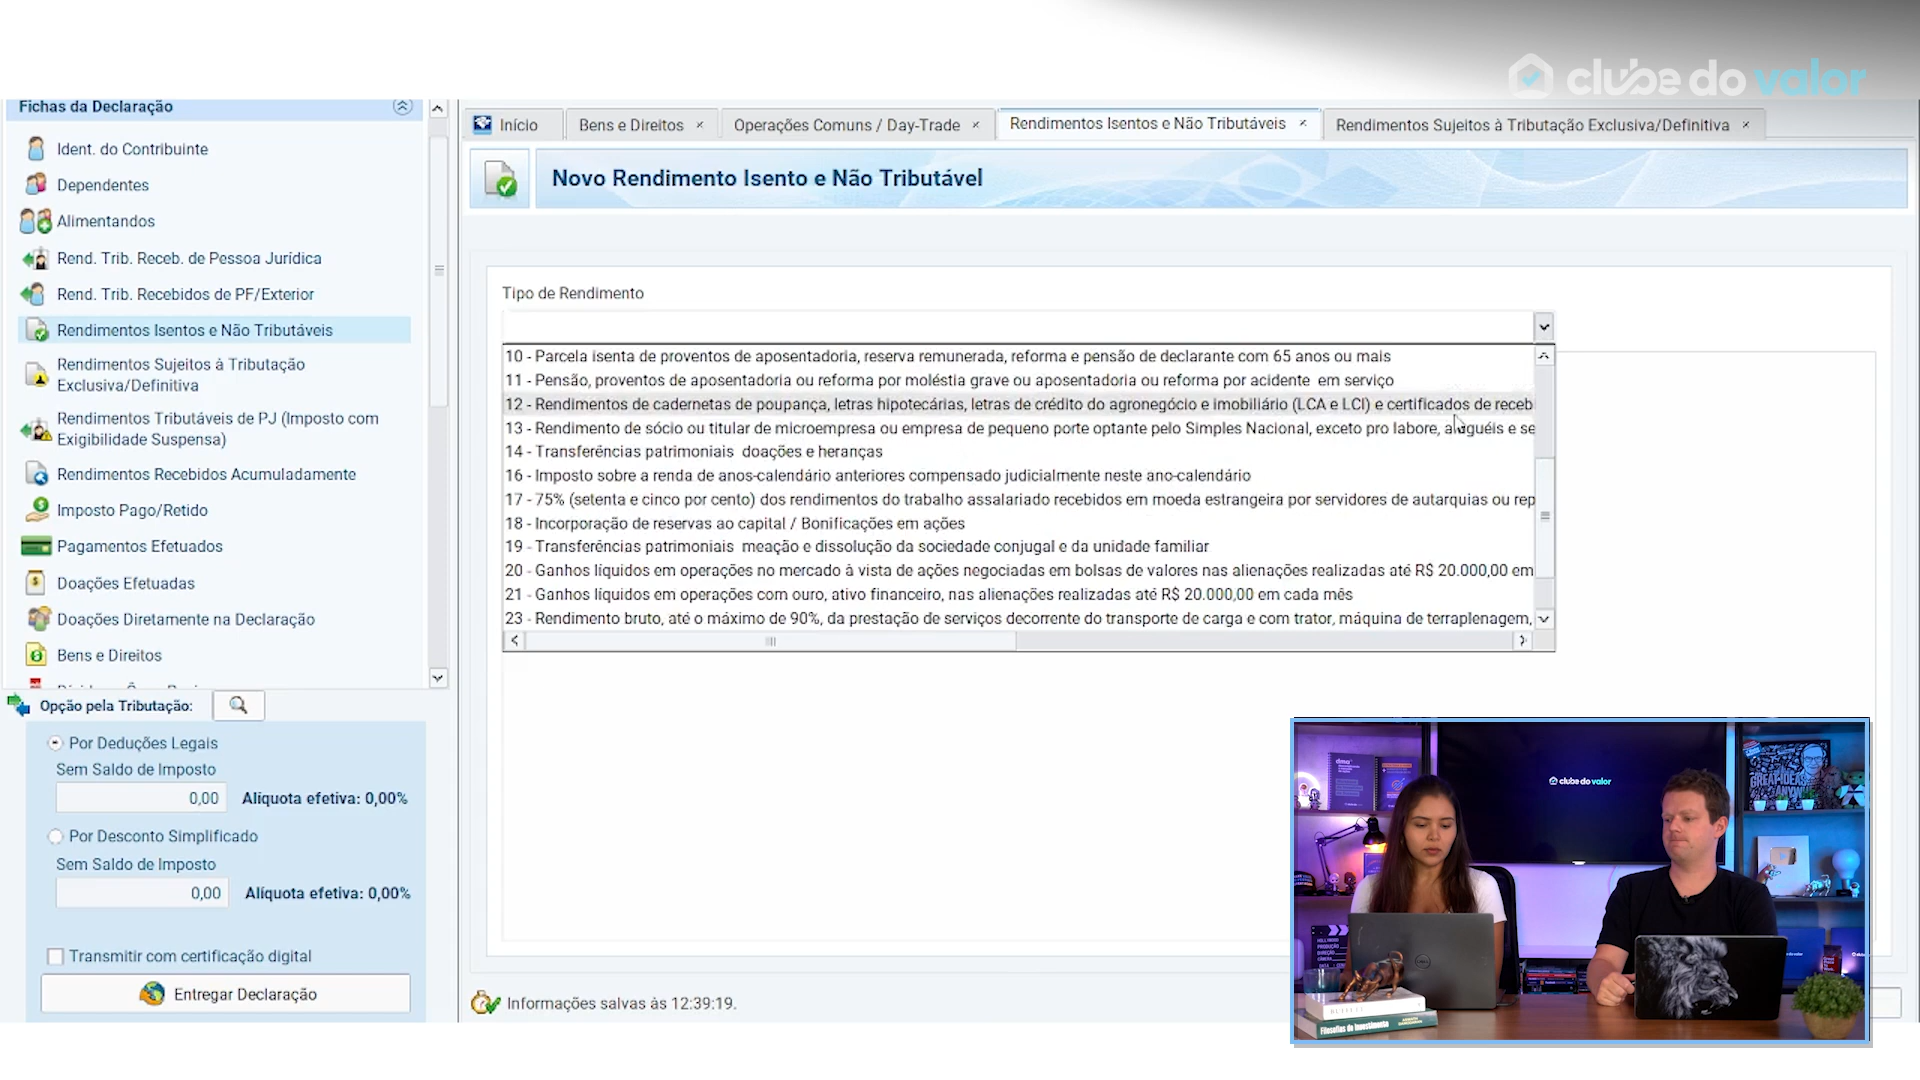 clube do valor
Fichas da Declaração
Ident. do Contribuinte
Dependentes
Alimentandos
Rend. Trib. Receb. de Pessoa Jurídica
Rend. Trib. Recebidos de PF/Exterior
Rendimentos Isentos e Não Tributáveis
Rendimentos Sujeitos à Tributação
Exclusiva/Definitiva
Rendimentos Tributáveis de PJ (Imposto com
Exigibilidade Suspensa)
Rendimentos Recebidos Acumuladamente
Imposto Pago/Retido
Pagamentos Efetuados
Doações Efetuadas
Doações Diretamente na Declaração
Bens e Direitos
Opção pela Tributação:
Por Deduções Legais
Sem Saldo de Imposto
0,00 Alíquota efetiva: 0,00%
Por Desconto Simplificado
Sem Saldo de Imposto
0,00 Alíquota efetiva: 0,00%
Transmitir com certificação digital
Entregar Declaração
Início
Bens e Direitos ×
Operações Comuns / Day-Trade ×
Rendimentos Isentos e Não Tributáveis ×
Rendimentos Sujeitos à Tributação Exclusiva/Definitiva ×
Novo Rendimento Isento e Não Tributável
Tipo de Rendimento
10 - Parcela isenta de proventos de aposentadoria, reserva remunerada, reforma e pensão de declarante com 65 anos ou mais
11 - Pensão, proventos de aposentadoria ou reforma por moléstia grave ou aposentadoria ou reforma por acidente em serviço
12 - Rendimentos de cadernetas de poupança, letras hipotecárias, letras de crédito do agronegócio e imobiliário (LCA e LCI) e certificados de receb
13 - Rendimento de sócio ou titular de microempresa ou empresa de pequeno porte optante pelo Simples Nacional, exceto pro labore, aluguéis e se
14 - Transferências patrimoniais doações e heranças
16 - Imposto sobre a renda de anos-calendário anteriores compensado judicialmente neste ano-calendário
17 - 75% (setenta e cinco por cento) dos rendimentos do trabalho assalariado recebidos em moeda estrangeira por servidores de autarquias ou rep
18 - Incorporação de reservas ao capital / Bonificações em ações
19 - Transferências patrimoniais meação e dissolução da sociedade conjugal e da unidade familiar
20 - Ganhos líquidos em operações no mercado à vista de ações negociadas em bolsas de valores nas alienações realizadas até R$ 20.000,00 em
21 - Ganhos líquidos em operações com ouro, ativo financeiro, nas alienações realizadas até R$ 20.000,00 em cada mês
23 - Rendimento bruto, até o máximo de 90%, da prestação de serviços decorrente do transporte de carga e com trator, máquina de terraplenagem,
Informações salvas às 12:39:19.
clube do valor
GREAT IDEAS
DELL
Filosofias de Investimento